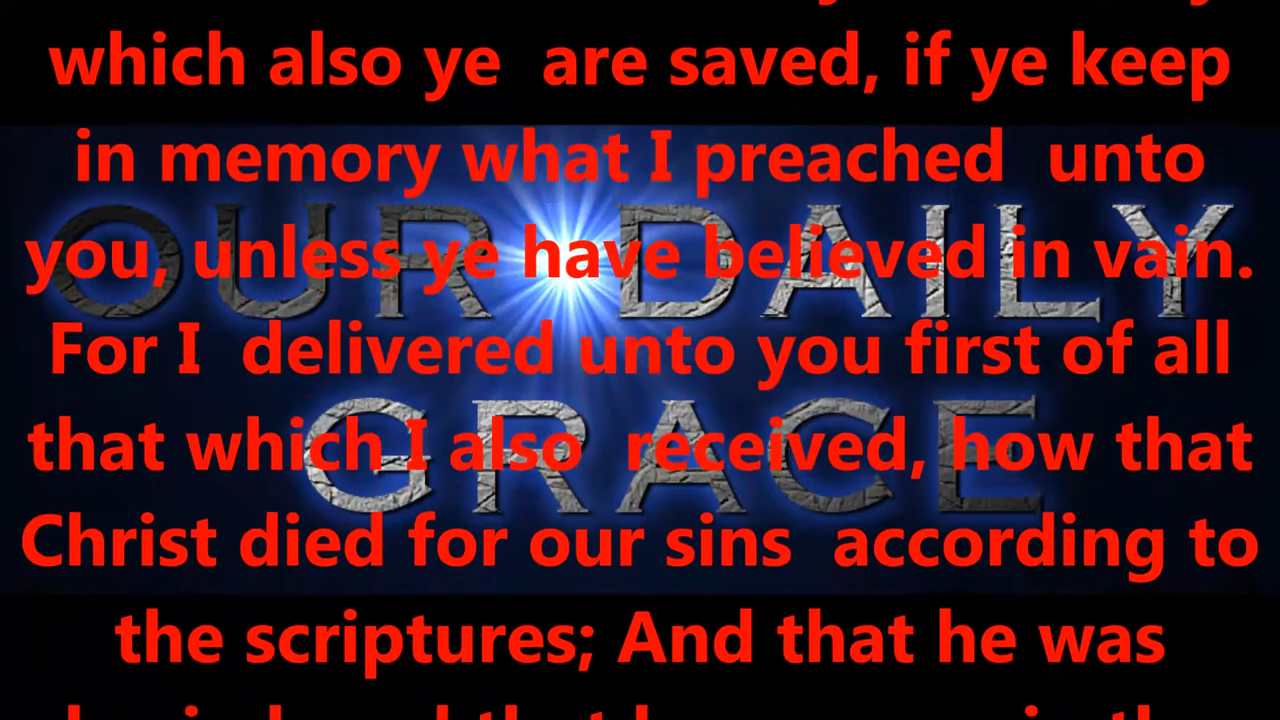 which also ye are saved, if ye keep
in memory what I preached unto
you, unless ye have believed in vain.
For I delivered unto you first of all
that which I also received, how that
Christ died for our sins according to
the scriptures; And that he was
OUR DAILY
GRACE